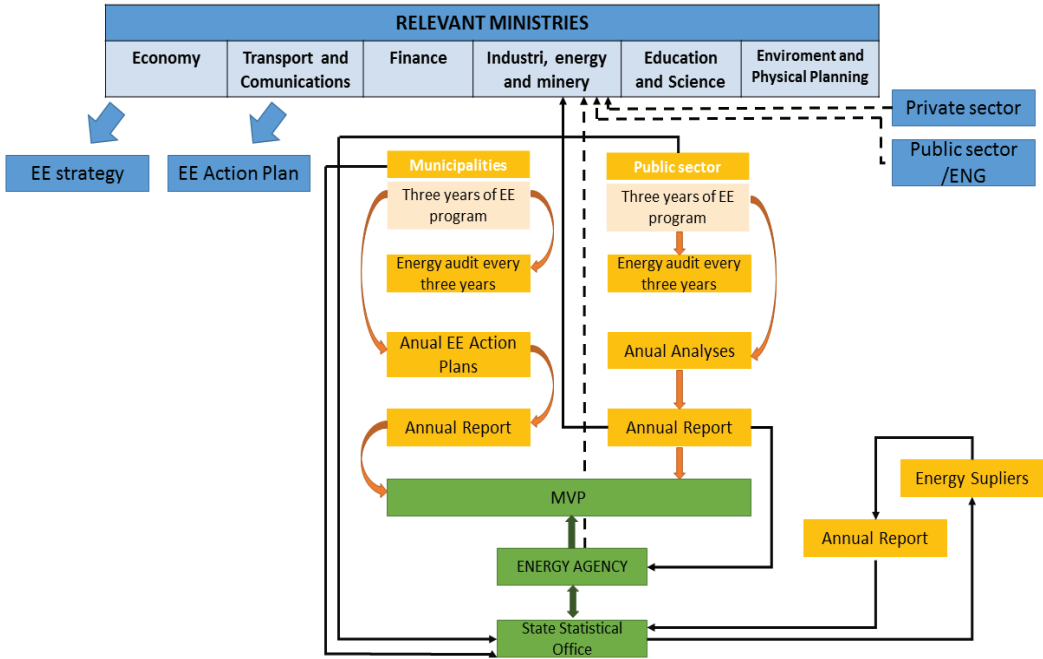 RELEVANT MINISTRIES
Economy
Transport and
Comunications
Finance
Industri, energy
and minery
Education
and Science
Enviroment and
Physical Planning
Private sector
Public sector
/ENG
EE strategy
EE Action Plan
Municipalities
Three years of EE
program
Energy audit every
three years
Anual EE Action
Plans
Annual Report
Public sector
Three years of EE
program
Energy audit every
three years
Anual Analyses
Annual Report
MVP
ENERGY AGENCY
State Statistical
Office
Energy Supliers
Annual Report